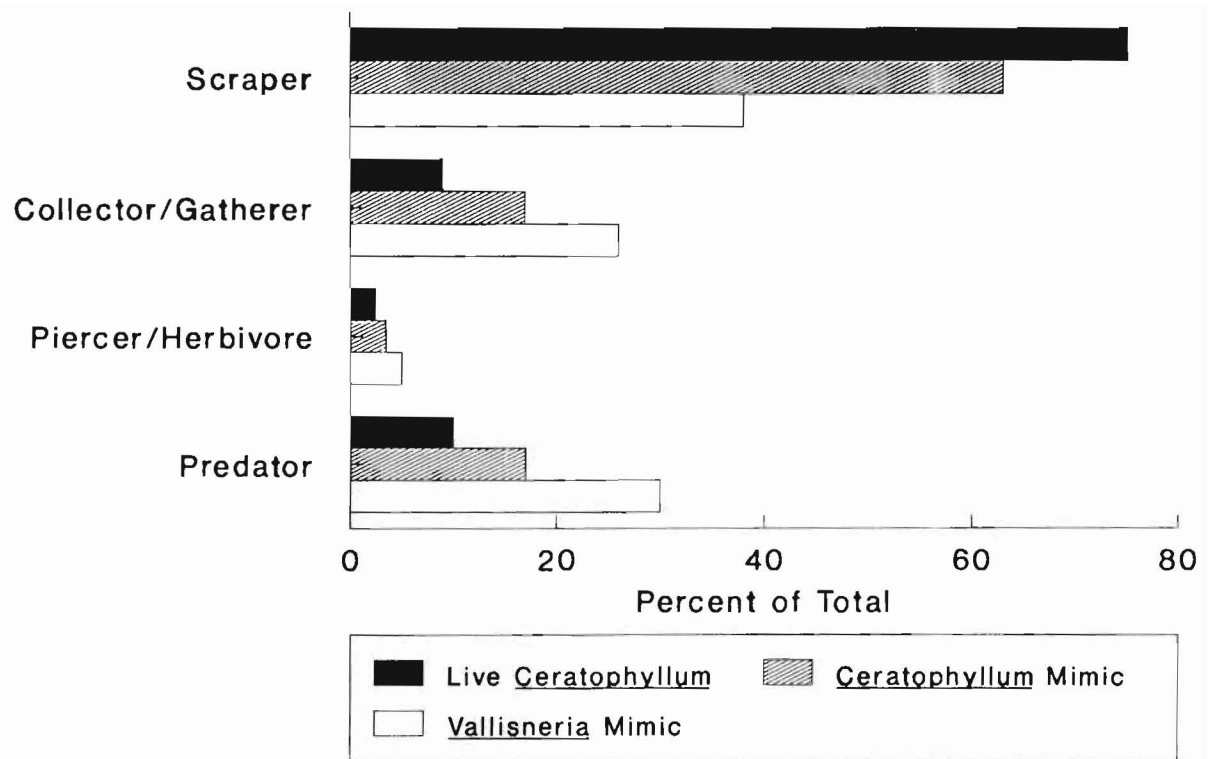 Scraper
Collector/Gatherer
Piercer/Herbivore
Predator
0 20 40 60 80
Percent of Total
Live Ceratophyllum Ceratophyllum Mimic
Vallisneria Mimic